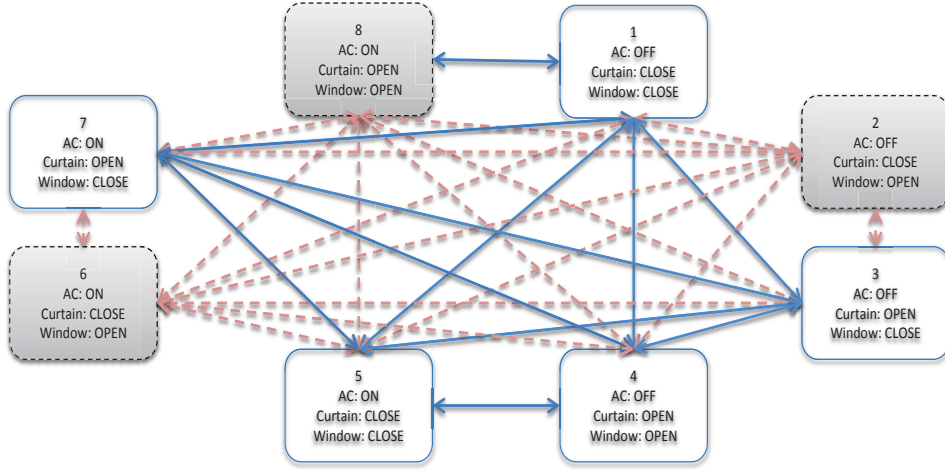 8
AC: ON
Curtain: OPEN
Window: OPEN
1
AC: OFF
Curtain: CLOSE
Window: CLOSE
7
AC: ON
Curtain: OPEN
Window: CLOSE
2
AC: OFF
Curtain: CLOSE
Window: OPEN
6
AC: ON
Curtain: CLOSE
Window: OPEN
3
AC: OFF
Curtain: OPEN
Window: CLOSE
5
AC: ON
Curtain: CLOSE
Window: CLOSE
4
AC: OFF
Curtain: OPEN
Window: OPEN